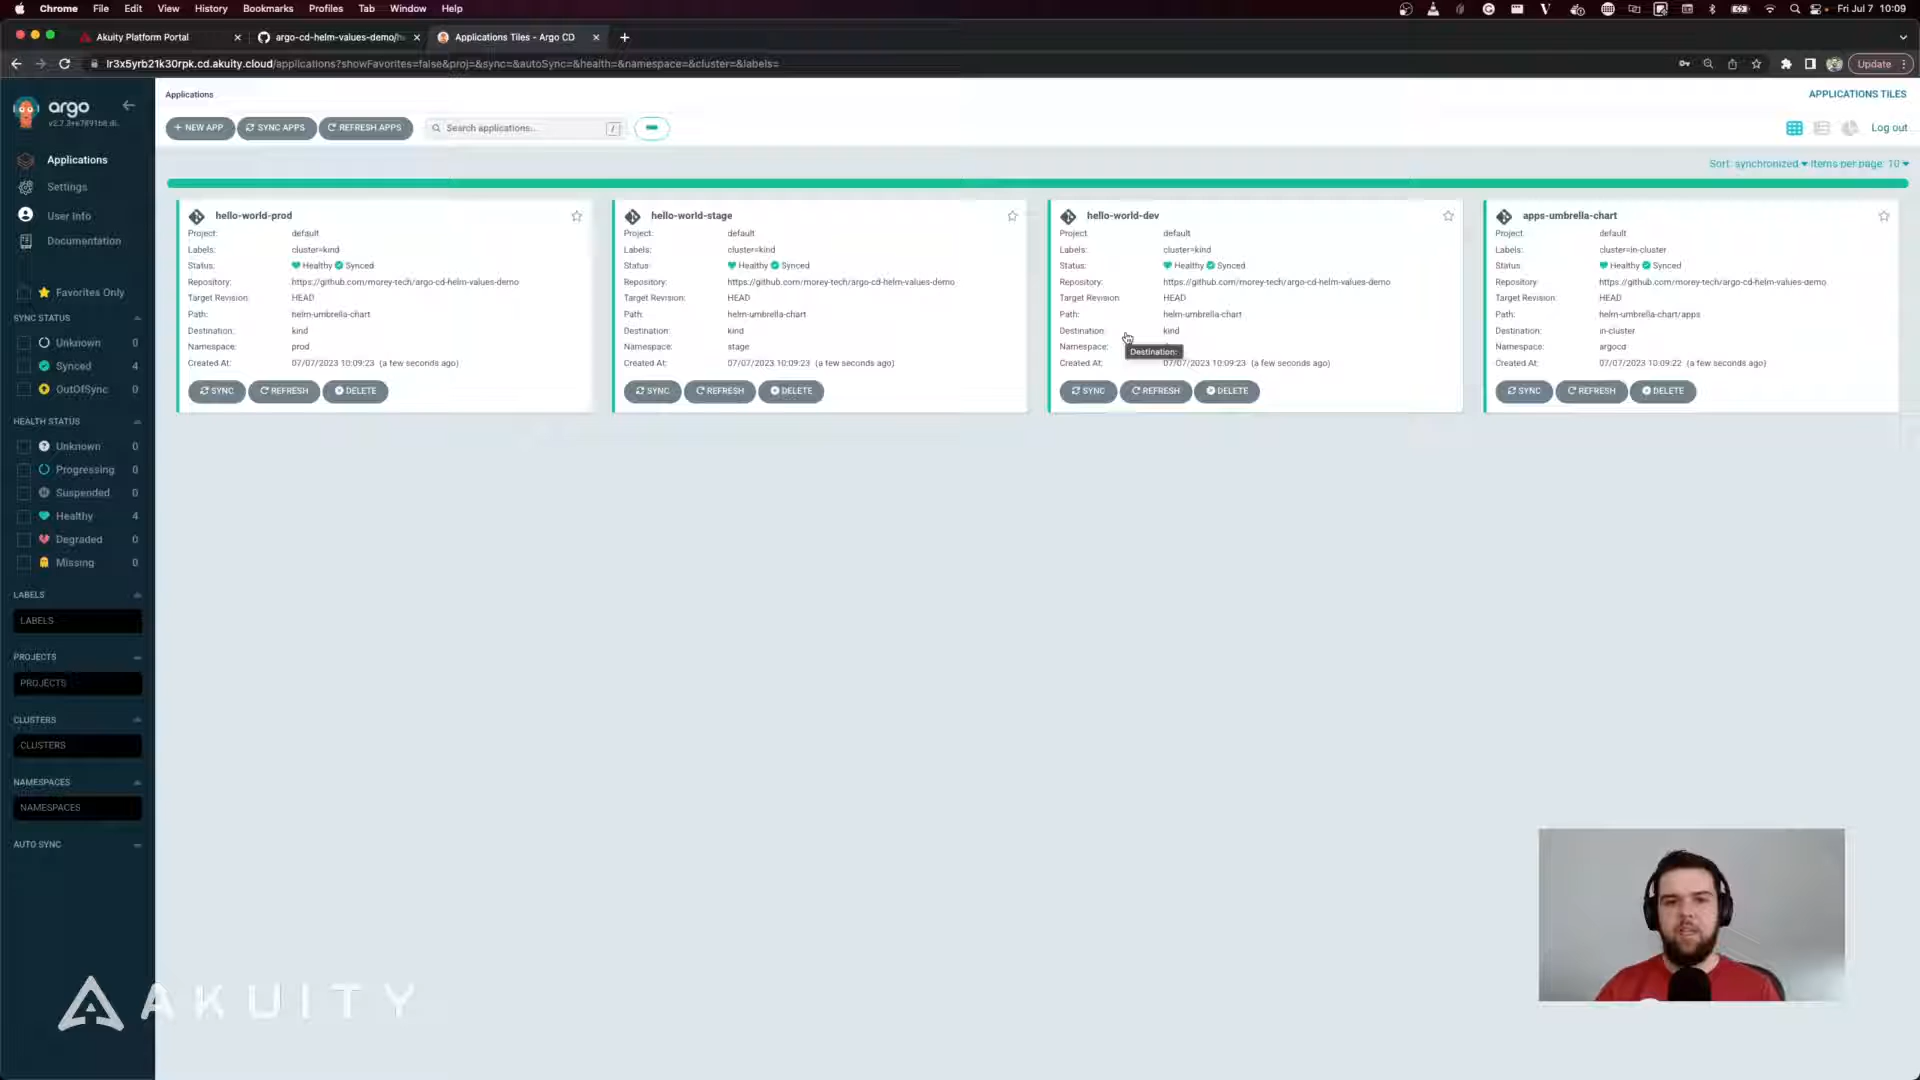 Chrome File Edit View History Bookmarks Profiles Tab Window Help Fri Jul 7 10:09
Akuity Platform Portal argo-cd-helm-values-demo/h Applications Tiles - Argo CD
lr3x5yrb21k30rpk.cd.akuity.cloud/applications?showFavorites=false&proj=&sync=&autoSync=&health=&namespace=&cluster=&labels= Update
argo
Applications
Settings
User Info
Documentation
Favorites Only
SYNC STATUS
Unknown 0
Synced 4
OutOfSync 0
HEALTH STATUS
Unknown 0
Progressing 0
Suspended 0
Healthy 4
Degraded 0
Missing 0
LABELS
LABELS
PROJECTS
PROJECTS
CLUSTERS
CLUSTERS
NAMESPACES
NAMESPACES
AUTO SYNC
Applications APPLICATIONS TILES
+ NEW APP SYNC APPS REFRESH APPS Search applications... / Log out
Sort: synchronized Items per page: 10
hello-world-prod
Project: default
Labels: cluster=kind
Status: Healthy Synced
Repository: https://github.com/morey-tech/argo-cd-helm-values-demo
Target Revision: HEAD
Path: helm-umbrella-chart
Destination: kind
Namespace: prod
Created At: 07/07/2023 10:09:23 (a few seconds ago)
SYNC REFRESH DELETE
hello-world-stage
Project: default
Labels: cluster=kind
Status: Healthy Synced
Repository: https://github.com/morey-tech/argo-cd-helm-values-demo
Target Revision: HEAD
Path: helm-umbrella-chart
Destination: kind
Namespace: stage
Created At: 07/07/2023 10:09:23 (a few seconds ago)
SYNC REFRESH DELETE
hello-world-dev
Project: default
Labels: cluster=kind
Status: Healthy Synced
Repository: https://github.com/morey-tech/argo-cd-helm-values-demo
Target Revision: HEAD
Path: helm-umbrella-chart
Destination: kind
Namespace:
Destination:
Created At: 07/07/2023 10:09:23 (a few seconds ago)
SYNC REFRESH DELETE
apps-umbrella-chart
Project: default
Labels: cluster=in-cluster
Status: Healthy Synced
Repository: https://github.com/morey-tech/argo-cd-helm-values-demo
Target Revision: HEAD
Path: helm-umbrella-chart/apps
Destination: in-cluster
Namespace: argocd
Created At: 07/07/2023 10:09:22 (a few seconds ago)
SYNC REFRESH DELETE
AKUITY